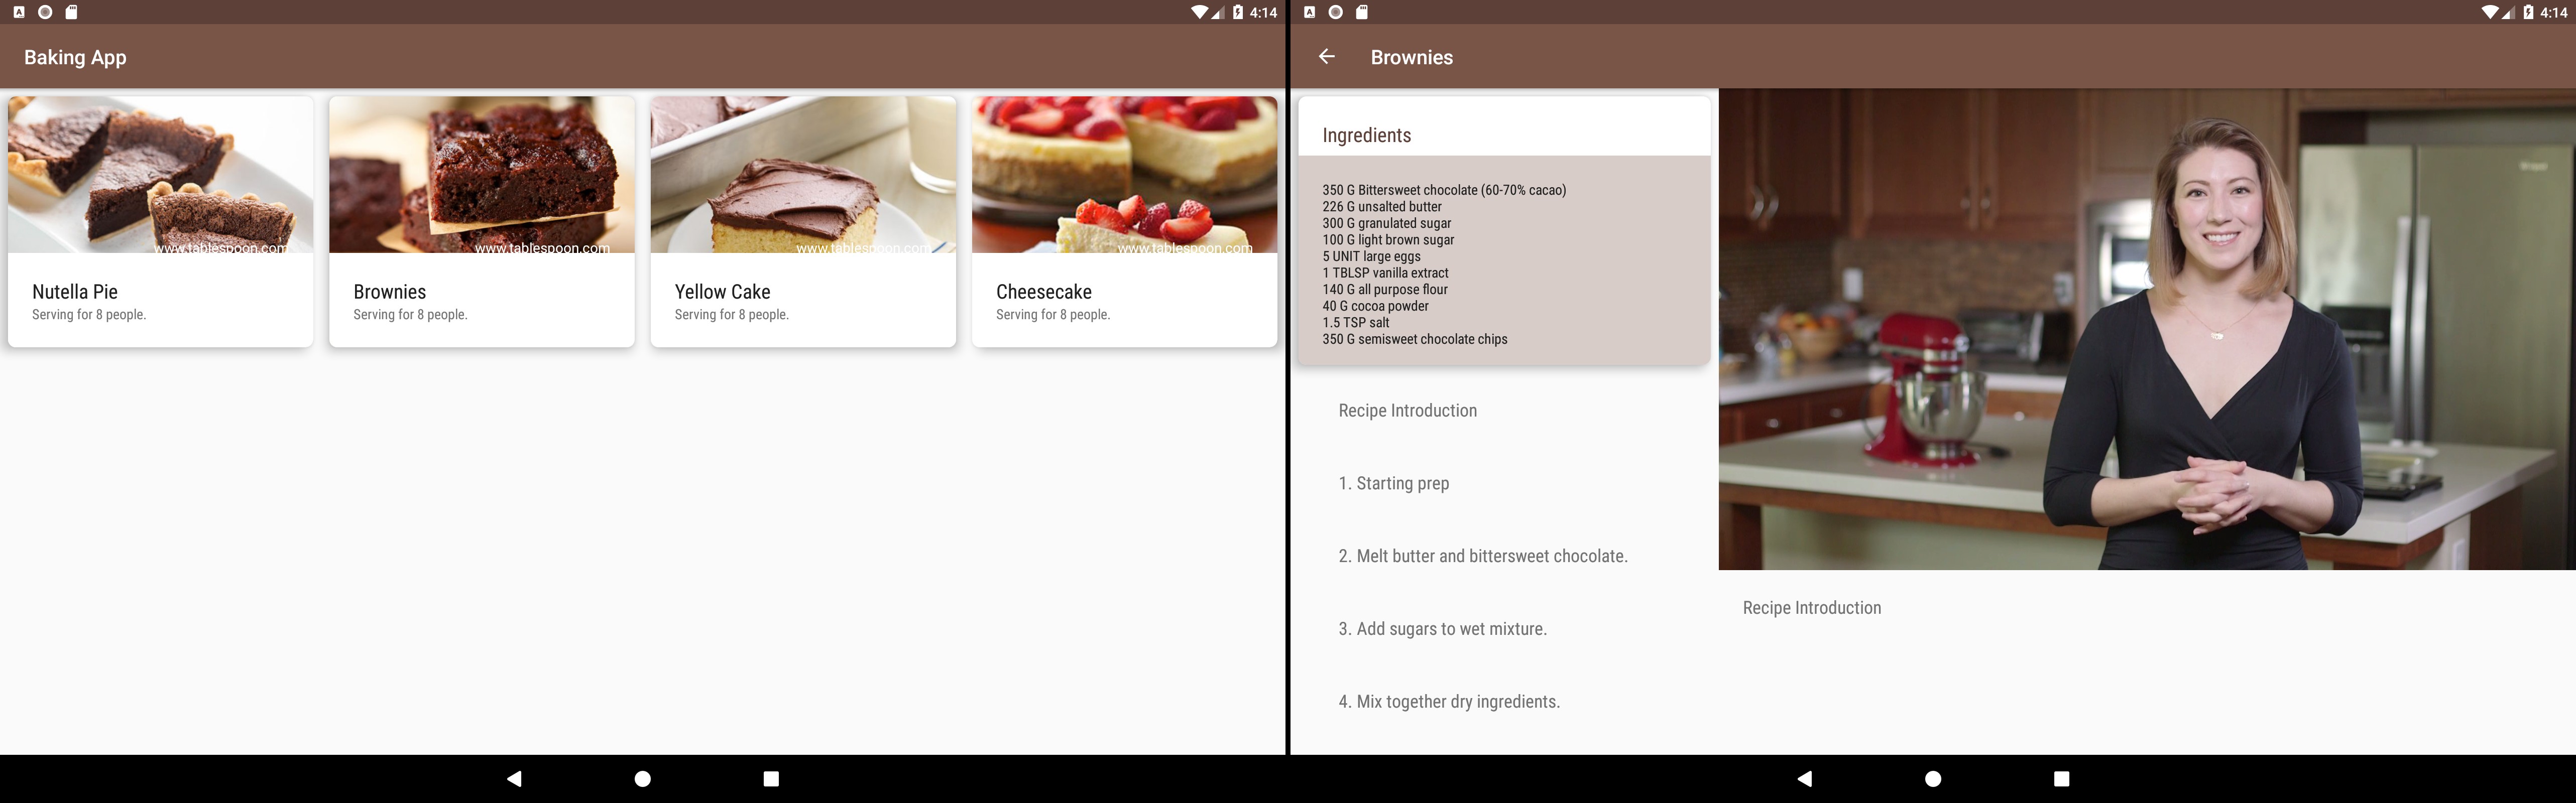 4:14
Baking App
www.tablespoon.com
www.tablespoon.com
www.tablespoon.com
www.tablespoon.com
Nutella Pie
Serving for 8 people.
Brownies
Serving for 8 people.
Yellow Cake
Serving for 8 people.
Cheesecake
Serving for 8 people.
4:14
Brownies
Ingredients
350 G Bittersweet chocolate (60-70% cacao)
226 G unsalted butter
300 G granulated sugar
100 G light brown sugar
5 UNIT large eggs
1 TBLSP vanilla extract
140 G all purpose flour
40 G cocoa powder
1.5 TSP salt
350 G semisweet chocolate chips
Recipe Introduction
1. Starting prep
2. Melt butter and bittersweet chocolate.
3. Add sugars to wet mixture.
4. Mix together dry ingredients.
Recipe Introduction